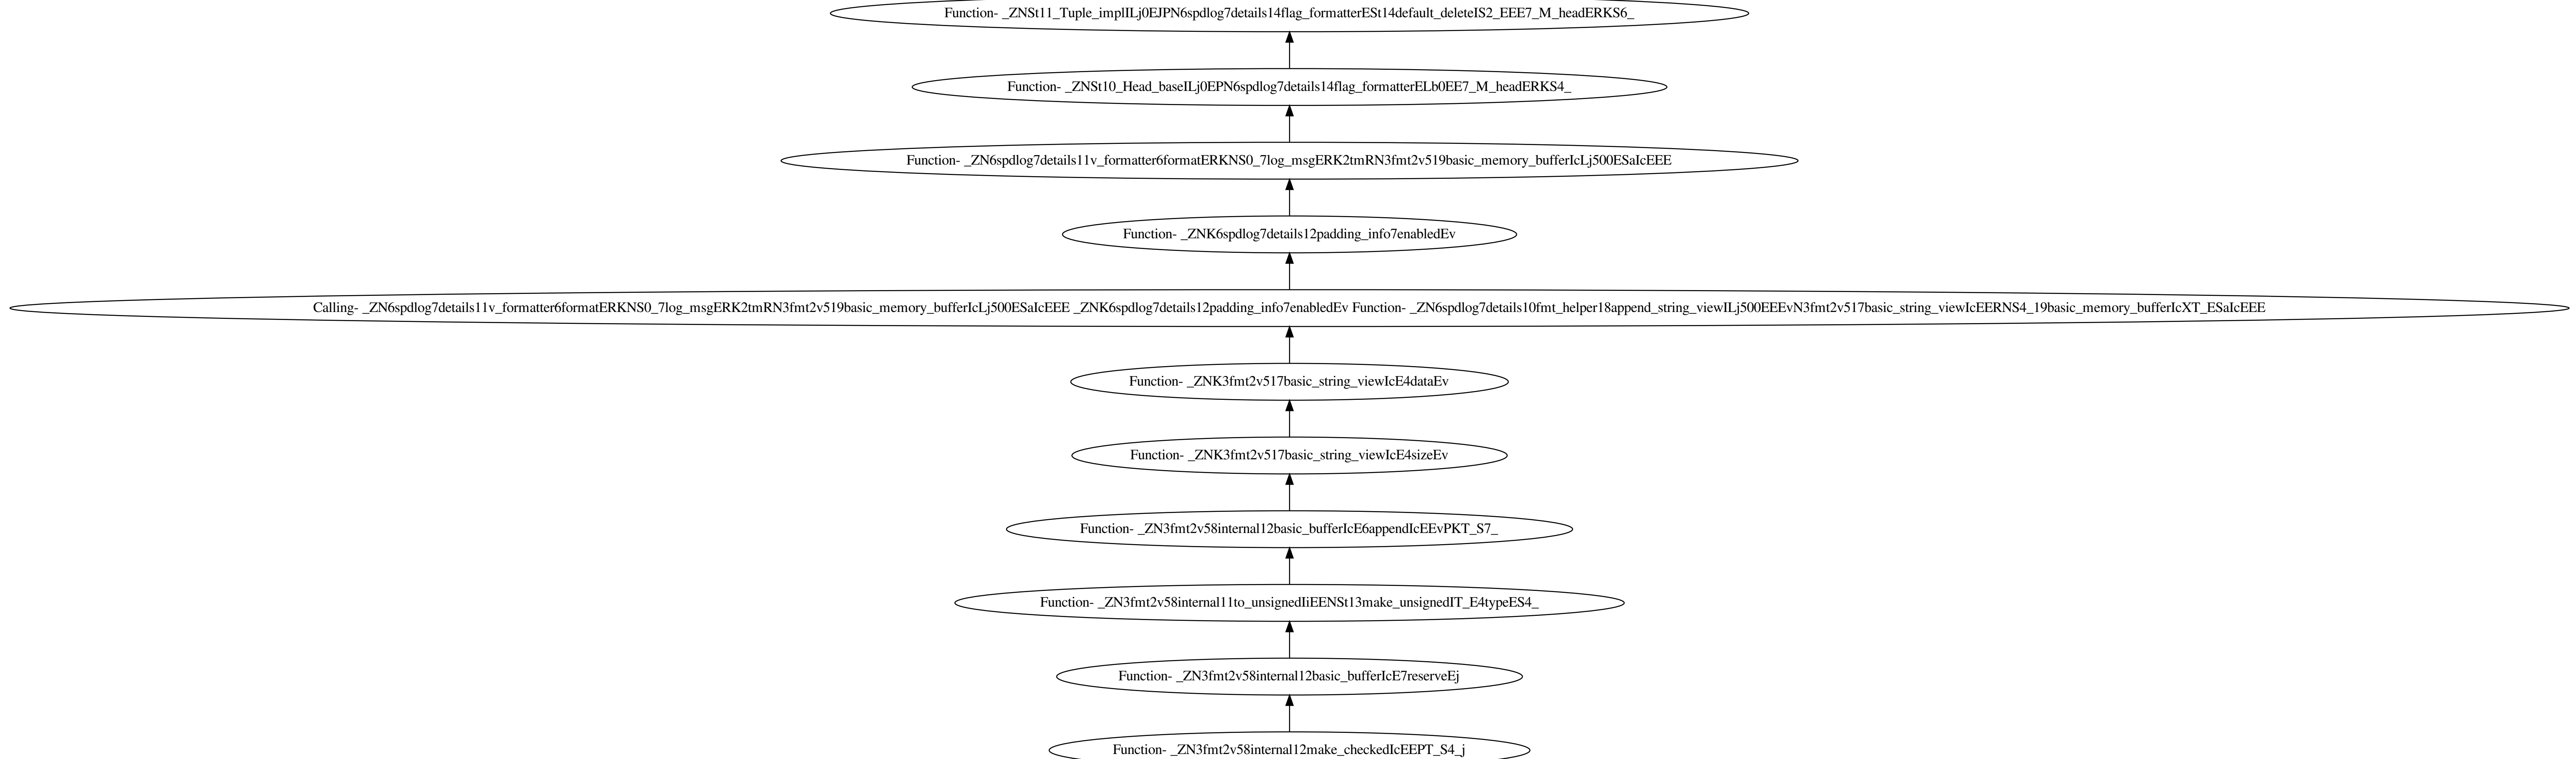 Function- _ZNSt11_Tuple_implILj0EJPN6spdlog7details14flag_formatterESt14default_deleteIS2_EEE7_M_headERKS6_
Function- _ZNSt10_Head_baseILj0EPN6spdlog7details14flag_formatterELb0EE7_M_headERKS4_
Function- _ZN6spdlog7details11v_formatter6formatERKNS0_7log_msgERK2tmRN3fmt2v519basic_memory_bufferIcLj500ESaIcEEE
Function- _ZNK6spdlog7details12padding_info7enabledEv
Calling- _ZN6spdlog7details11v_formatter6formatERKNS0_7log_msgERK2tmRN3fmt2v519basic_memory_bufferIcLj500ESaIcEEE _ZNK6spdlog7details12padding_info7enabledEv Function- _ZN6spdlog7details10fmt_helper18append_string_viewILj500EEEvN3fmt2v517basic_string_viewIcEERNS4_19basic_memory_bufferIcXT_ESaIcEEE
Function- _ZNK3fmt2v517basic_string_viewIcE4dataEv
Function- _ZNK3fmt2v517basic_string_viewIcE4sizeEv
Function- _ZN3fmt2v58internal12basic_bufferIcE6appendIcEEvPKT_S7_
Function- _ZN3fmt2v58internal11to_unsignedIiEENSt13make_unsignedIT_E4typeES4_
Function- _ZN3fmt2v58internal12basic_bufferIcE7reserveEj
Function- _ZN3fmt2v58internal12make_checkedIcEEPT_S4_j